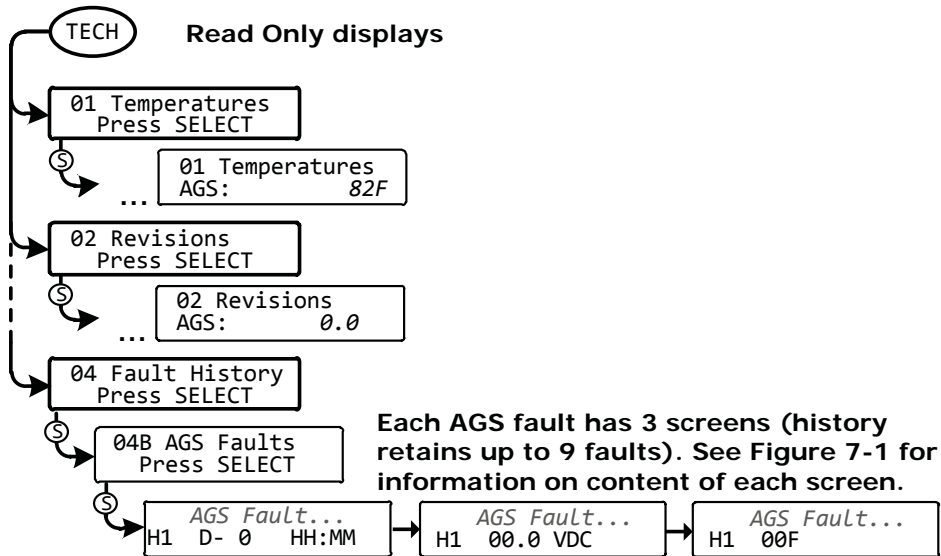 TECH
Read Only displays
01 Temperatures
Press SELECT
S
...
01 Temperatures
AGS: 82F
02 Revisions
Press SELECT
S
...
02 Revisions
AGS: 0.0
04 Fault History
Press SELECT
S
04B AGS Faults
Press SELECT
Each AGS fault has 3 screens (history
retains up to 9 faults). See Figure 7-1 for
information on content of each screen.
S
AGS Fault...
H1 D- 0 HH:MM
AGS Fault...
H1 00.0 VDC
AGS Fault...
H1 00F